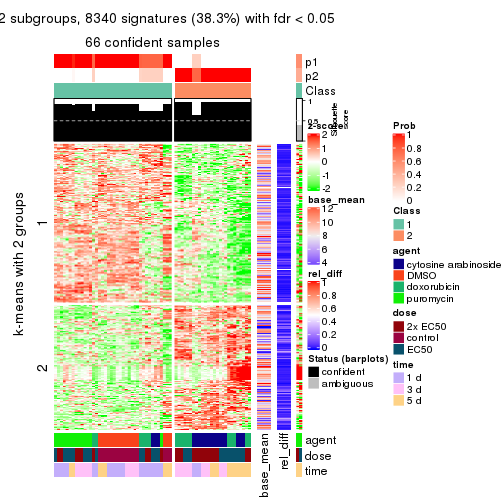 2 subgroups, 8340 signatures (38.3%) with fdr < 0.05
66 confident samples
p1
p2
Class
1
0.5
Silhouette
score
z-score
2
1
0
-1
-2
base_mean
12
10
8
6
4
rel_diff
1
0.8
0.6
0.4
0.2
0
Status (barplots)
confident
ambiguous
Prob
1
0.8
0.6
0.4
0.2
0
Class
1
2
agent
cytosine arabinoside
DMSO
doxorubicin
puromycin
dose
2x EC50
control
EC50
time
1 d
3 d
5 d
k-means with 2 groups
1
2
agent
dose
time
base_mean
rel_diff